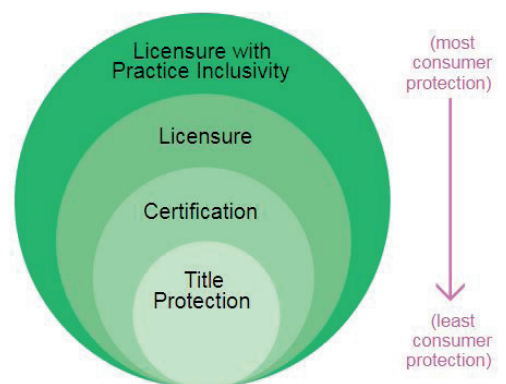 Licensure with
Practice Inclusivity
(most
consumer
protection)
Licensure
Certification
Title
Protection
(least
consumer
protection)